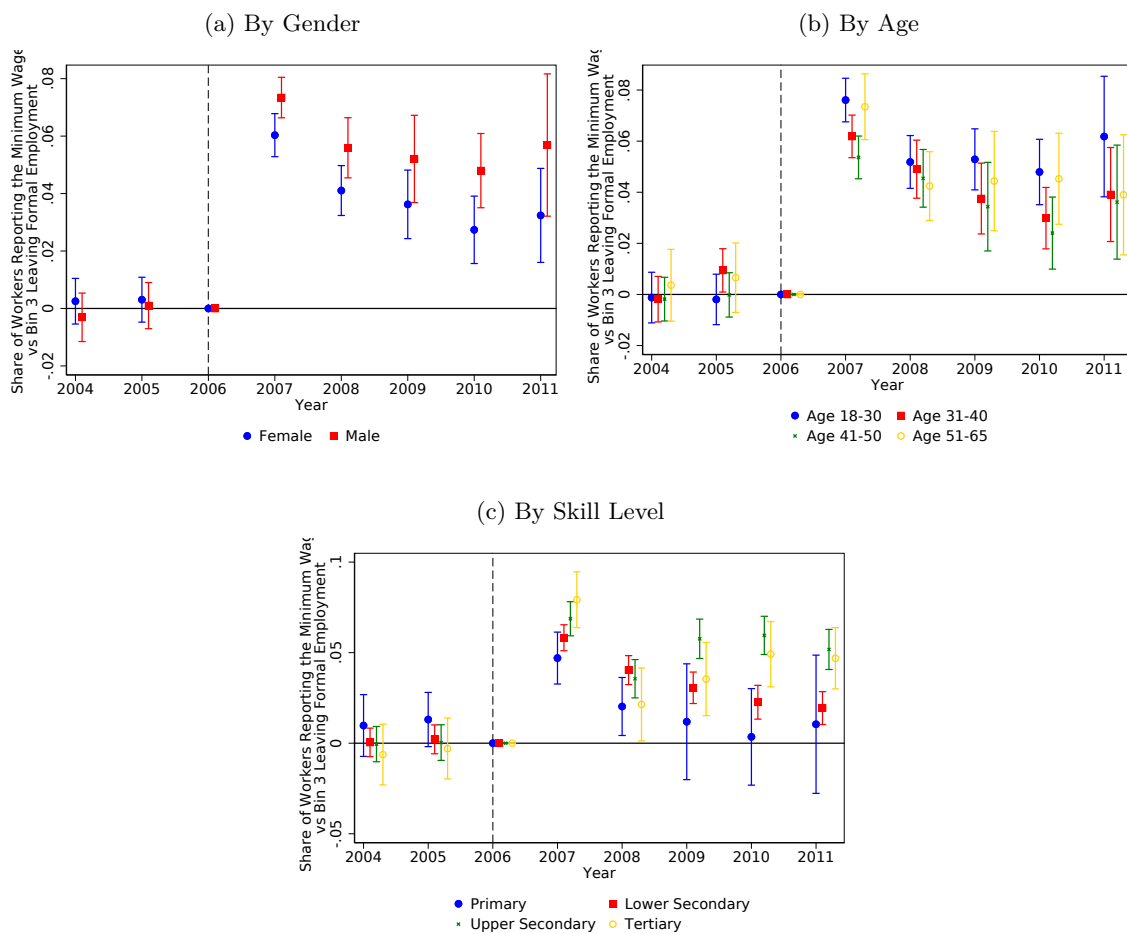 (a) By Gender
Share of Workers Reporting the Minimum Wage
vs Bin 3 Leaving Formal Employment
.08
.06
.04
.02
0
-.02
2004 2005 2006 2007 2008 2009 2010 2011
Year
Female Male
(b) By Age
Share of Workers Reporting the Minimum Wag
vs Bin 3 Leaving Formal Employment
.08
.06
.04
.02
0
-.02
2004 2005 2006 2007 2008 2009 2010 2011
Year
Age 18-30 Age 31-40
Age 41-50 Age 51-65
(c) By Skill Level
Share of Workers Reporting the Minimum Wag
vs Bin 3 Leaving Formal Employment
.1
.05
0
-.05
2004 2005 2006 2007 2008 2009 2010 2011
Year
Primary Lower Secondary
Upper Secondary Tertiary